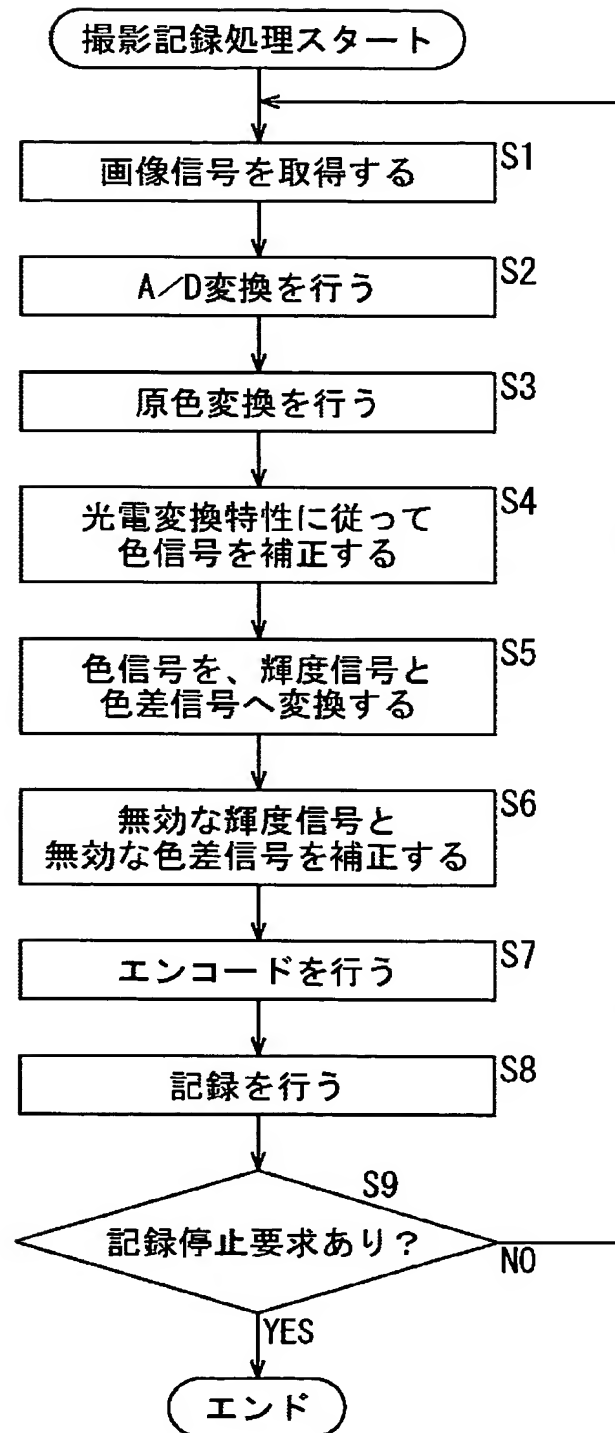 撮影記録処理スタート
画像信号を取得する
S1
A/D変換を行う
S2
原色変換を行う
S3
光電変換特性に従って
色信号を補正する
S4
色信号を、輝度信号と
色差信号へ変換する
S5
無効な輝度信号と
無効な色差信号を補正する
S6
エンコードを行う
S7
記録を行う
S8
S9
記録停止要求あり?
NO
YES
エンド